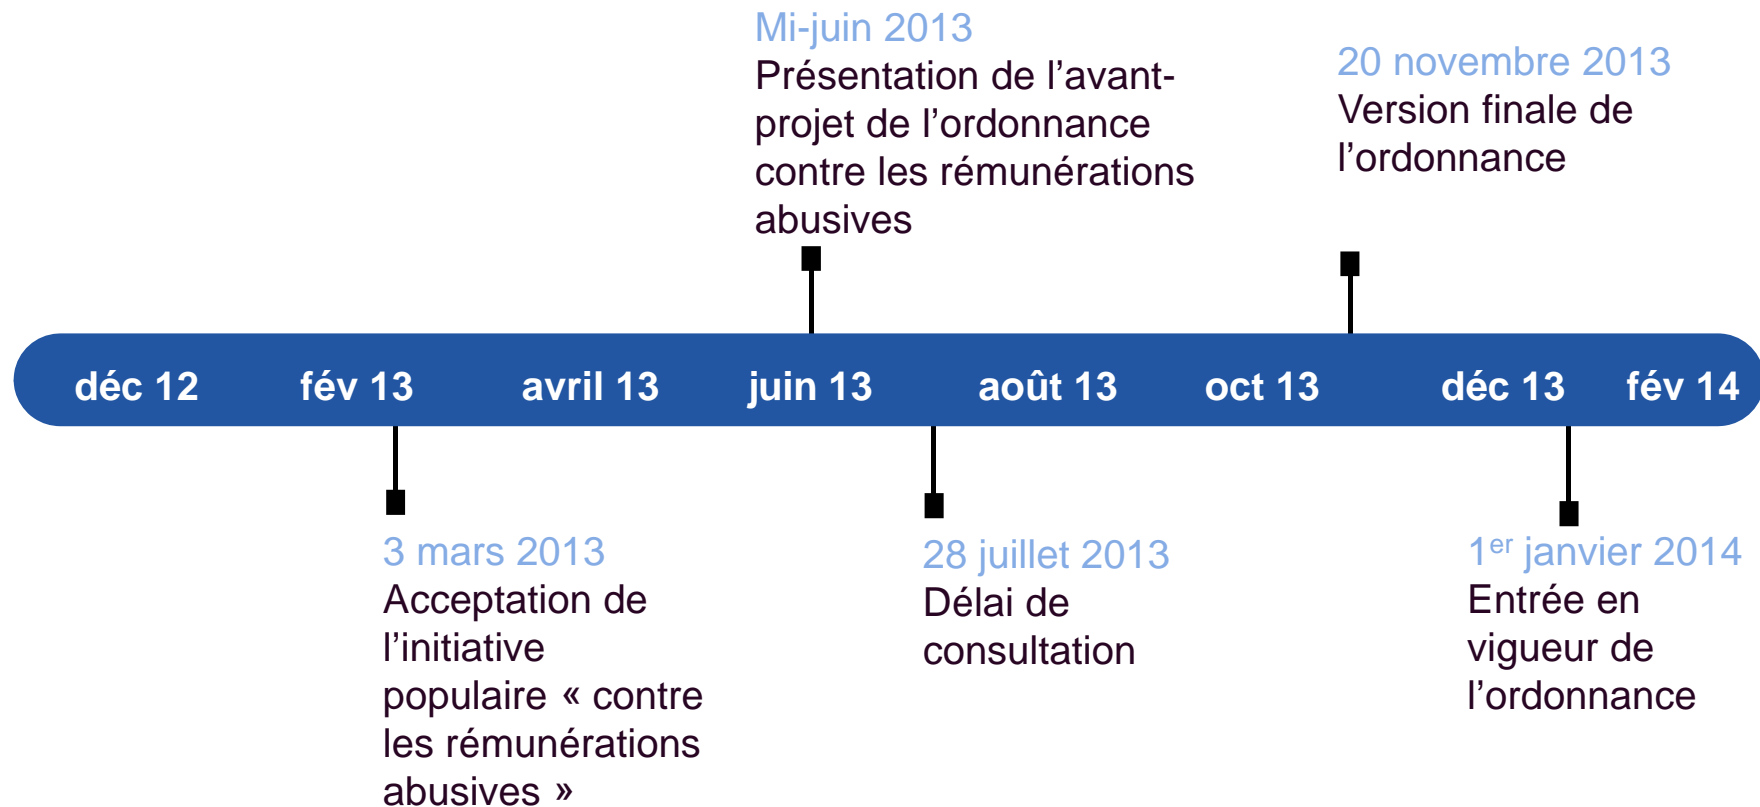 Mi-juin 2013
Présentation de l’avant-
projet de l’ordonnance
contre les rémunérations
abusives
20 novembre 2013
Version finale de
l’ordonnance
déc 12
fév 13
avril 13
juin 13
août 13
oct 13
déc 13
fév 14
3 mars 2013
Acceptation de
l’initiative
populaire « contre
les rémunérations
abusives »
28 juillet 2013
Délai de
consultation
1er janvier 2014
Entrée en
vigueur de
l’ordonnance